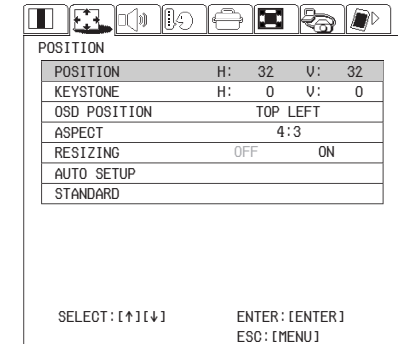 POSITION
POSITION H: 32 V: 32
KEYSTONE H: 0 V: 0
OSD POSITION TOP LEFT
ASPECT 4:3
RESIZING OFF ON
AUTO SETUP
STANDARD
SELECT:[↑][↓] ENTER:[ENTER]
ESC:[MENU]